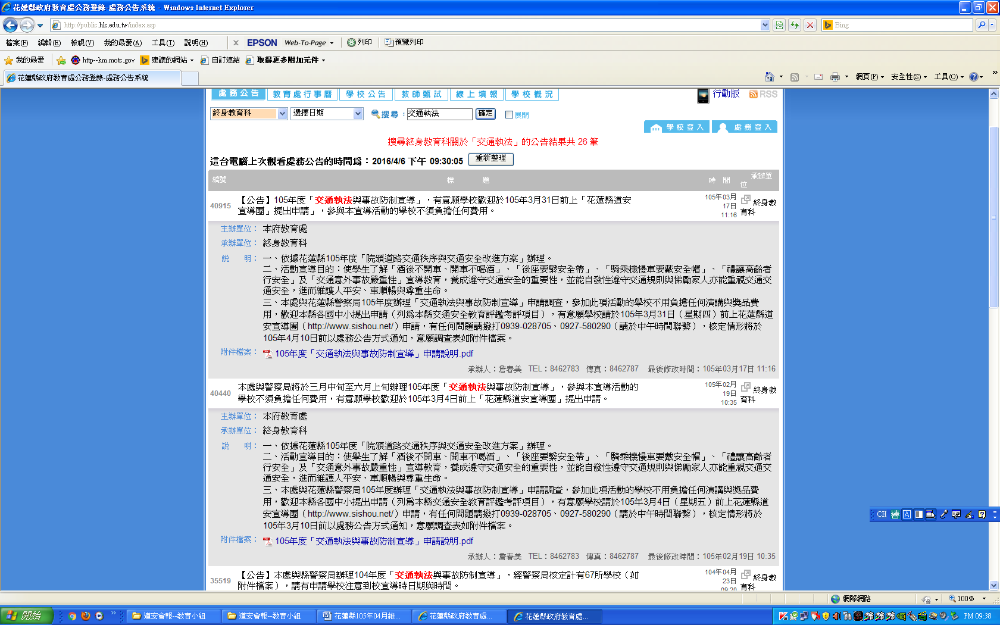 花蓮縣政府教育處公務登錄-處務公告系統 - Windows Internet Explorer
http://public.hlc.edu.tw/index.asp
Bing
檔案(F) 編輯(E) 檢視(V) 我的最愛(A) 工具(T) 說明(H) x EPSON Web-To-Page 列印 預覽列印
我的最愛 http--km.motc.gov 建議的網站 自訂連結 取得更多附加元件
花蓮縣政府教育處公務登錄-處務公告系統
網頁(P) 安全性(S) 工具(O)
處務公告 教育處行事曆 學校公告 教師甄試 線上填報 學校概況 行動版 RSS
終身教育科 選擇日期 搜尋：交通執法 確定 展開
學校登入 處務登入
搜尋終身教育科關於「交通執法」的公告結果共 26 筆
這台電腦上次觀看處務公告的時間為：2016/4/6 下午 09:30:05 重新整理
編號 標 題 時 間 承辦單位
40915 【公告】105年度「交通執法與事故防制宣導」，有意願學校歡迎於105年3月31日前上「花蓮縣道安
宣導團」提出申請」，參與本宣導活動的學校不須負擔任何費用。
105年03月
17日
11:16
終身教
育科
主辦單位： 本府教育處
承辦單位： 終身教育科
說 明： 一、依據花蓮縣105年度「院頒道路交通秩序與交通安全改進方案」辦理。
二、活動宣導目的：使學生了解「酒後不開車、開車不喝酒」、「後座要繫安全帶」、「騎乘機慢車要戴安全帽」、「禮讓高齡者
行安全」及「交通意外事故嚴重性」宣導教育，養成遵守交通安全的重要性，並能自發性遵守交通規則與悌勵家人亦能重視交通交
通安全，進而維護人平安、車順暢與尊重生命。
三、本處與花蓮縣警察局105年度辦理「交通執法與事故防制宣導」申請調查，參加此項活動的學校不用負擔任何演講與獎品費
用，歡迎本縣各國中小提出申請（列為本縣交通安全教育評鑑考評項目），有意願學校請於105年3月31日（星期四）前上花蓮縣道
安宣導團（http://www.sishou.net/）申請，有任何問題請撥打0939-028705、0927-580290（請於中午時間聯繫），核定情形將於
105年4月10日前以處務公告方式通知，意願調查表如附件檔案。
附件檔案： 105年度「交通執法與事故防制宣導」申請說明.pdf
承辦人：詹春美 TEL：8462783 傳真：8462787 最後修改時間：105年03月17日 11:16
40440 本處與警察局將於三月中旬至六月上旬辦理105年度「交通執法與事故防制宣導」，參與本宣導活動的
學校不須負擔任何費用，有意願學校歡迎於105年3月4日前上「花蓮縣道安宣導團」提出申請。
105年02月
19日
10:35
終身教
育科
主辦單位： 本府教育處
承辦單位： 終身教育科
說 明： 一、依據花蓮縣105年度「院頒道路交通秩序與交通安全改進方案」辦理。
二、活動宣導目的：使學生了解「酒後不開車、開車不喝酒」、「後座要繫安全帶」、「騎乘機慢車要戴安全帽」、「禮讓高齡者
行安全」及「交通意外事故嚴重性」宣導教育，養成遵守交通安全的重要性，並能自發性遵守交通規則與悌勵家人亦能重視交通交
通安全，進而維護人平安、車順暢與尊重生命。
三、本處與花蓮縣警察局105年度辦理「交通執法與事故防制宣導」申請調查，參加此項活動的學校不用負擔任何演講與獎品費
用，歡迎本縣各國中小提出申請（列為本縣交通安全教育評鑑考評項目），有意願學校請於105年3月4日（星期五）前上花蓮縣道
安宣導團（http://www.sishou.net/）申請，有任何問題請撥打0939-028705、0927-580290（請於中午時間聯繫），核定情形將於
105年3月10日前以處務公告方式通知，意願調查表如附件檔案。
附件檔案： 105年度「交通執法與事故防制宣導」申請說明.pdf
承辦人：詹春美 TEL：8462783 傳真：8462787 最後修改時間：105年02月19日 10:35
35519 【公告】本處與縣警察局辦理104年度「交通執法與事故防制宣導」，經警察局核定計有67所學校（如
附件檔案），請有申請學校注意到校宣導時日期與時間。
104年04月
23日
09:20
終身教
育科
CH
網際網路 100%
開始 道安會報--教育小組 道安會報--教育小組 花蓮縣105年04月維... 花蓮縣政府教育處... 花蓮縣政府教育處... PM 09:38